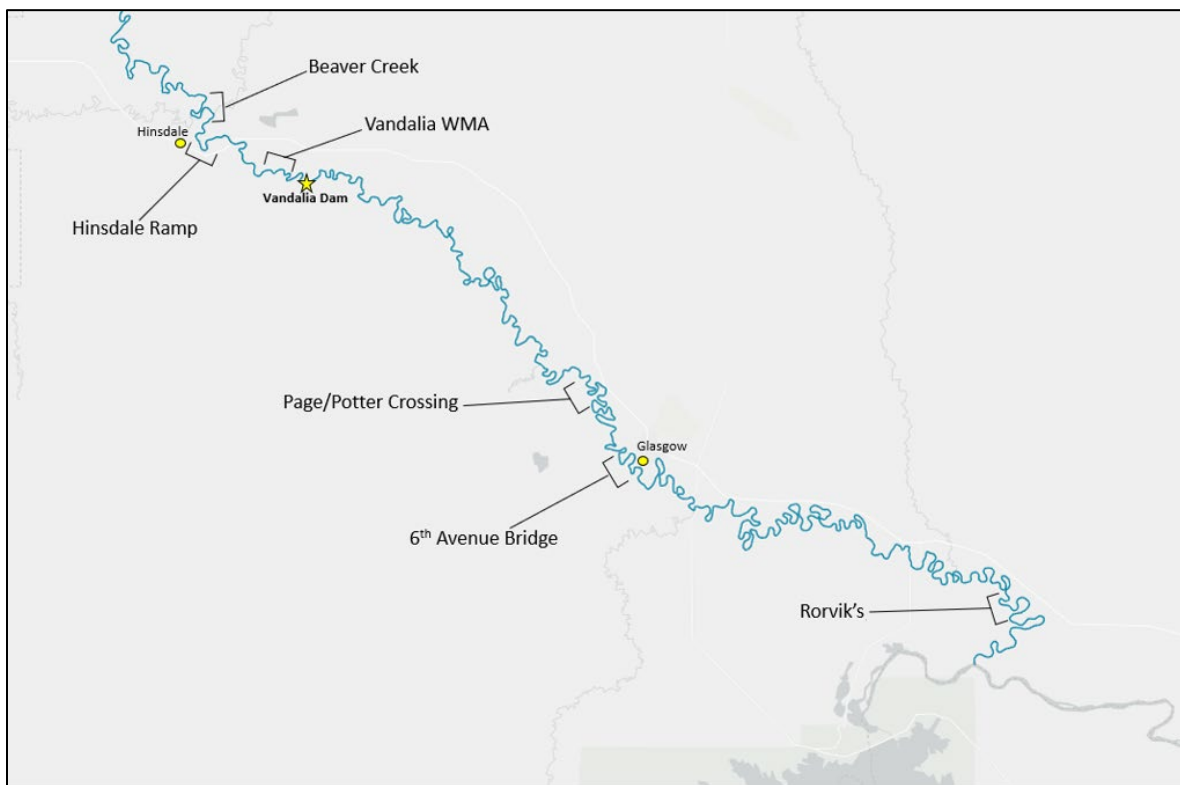 Beaver Creek
Vandalia WMA
Hinsdale
Vandalia Dam
Hinsdale Ramp
Page/Potter Crossing
Glasgow
6th Avenue Bridge
Rorvik’s